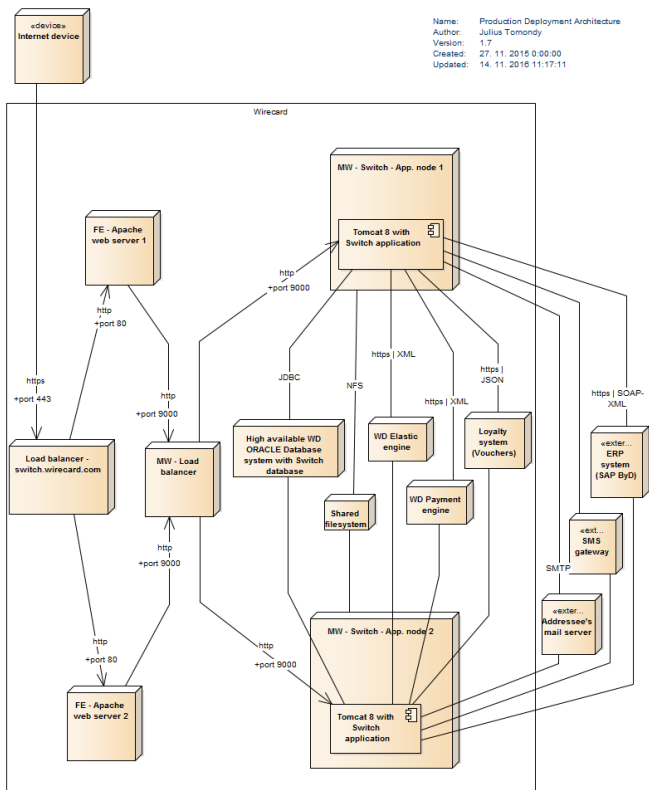 Name: Production Deployment Architecture
Author: Julius Tomondy
Version: 1.7
Created: 27. 11. 2015 0:00:00
Updated: 14. 11. 2016 11:17:11
«device»
Internet device
Wirecard
MW - Switch - App. node 1
Tomcat 8 with
Switch application
FE - Apache
web server 1
http
+port 9000
http
+port 80
https
+port 443
http
+port 9000
JDBC
NFS
https | XML
https | XML
https |
JSON
https | SOAP-
XML
Load balancer -
switch.wirecard.com
MW - Load
balancer
High available WD
ORACLE Database
system with Switch
database
WD Elastic
engine
Loyalty
system
(Vouchers)
«exter...
ERP
system
(SAP ByD)
Shared
filesystem
WD Payment
engine
«ext...
SMS
gateway
http
+port 9000
SMTP
«exter...
Addressee's
mail server
http
+port 80
http
+port 9000
MW - Switch - App. node 2
Tomcat 8 with
Switch
application
FE - Apache
web server 2